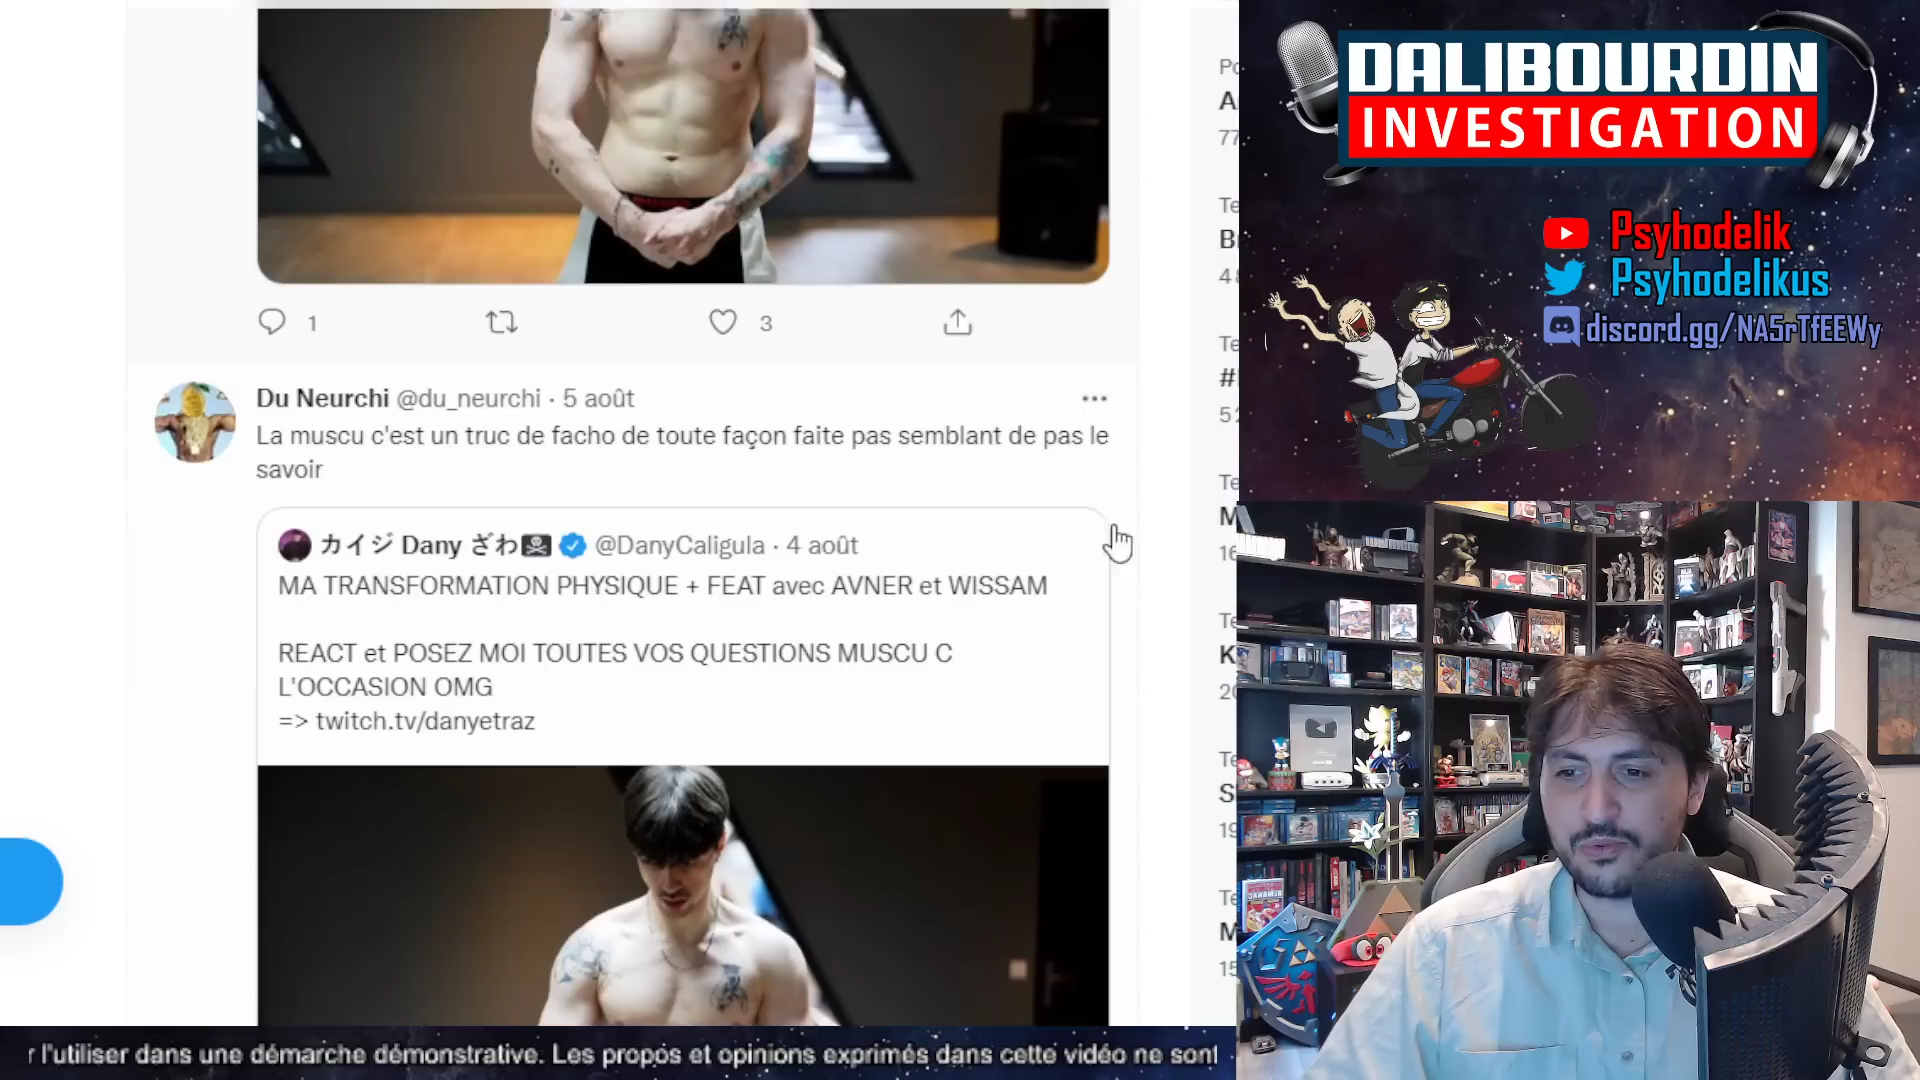 DALIBOURDIN
INVESTIGATION
Psyhodelik
Psyhodelikus
discord.gg/NA5rTfEEWy
1
3
Du Neurchi @du_neurchi · 5 août
La muscu c'est un truc de facho de toute façon faite pas semblant de pas le
savoir
カイジ Dany ざわ @DanyCaligula · 4 août
MA TRANSFORMATION PHYSIQUE + FEAT avec AVNER et WISSAM
REACT et POSEZ MOI TOUTES VOS QUESTIONS MUSCU C
L'OCCASION OMG
=> twitch.tv/danyetraz
l'utiliser dans une démarche démonstrative. Les propos et opinions exprimés dans cette vidéo ne sont